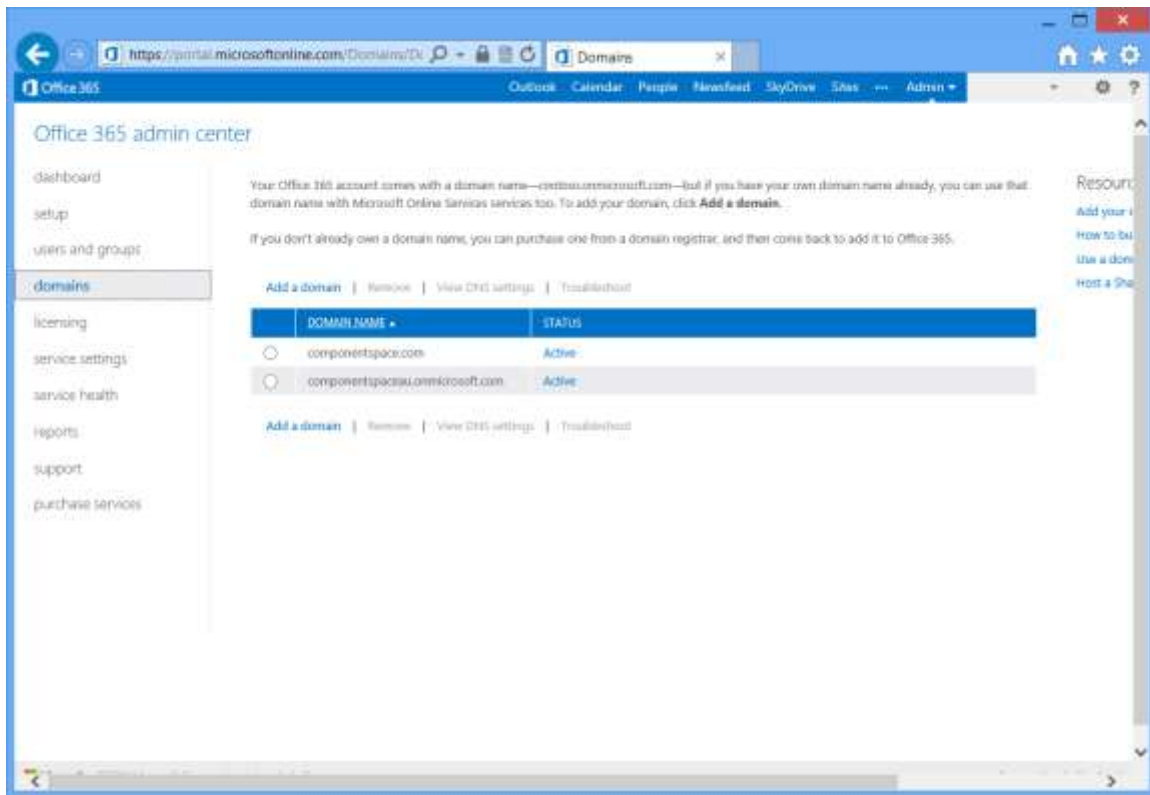 https://portal.microsoftonline.com/Domains/Do
Domains
Office 365
Outlook Calendar People Newsfeed SkyDrive Sites ··· Admin
?
Office 365 admin center
dashboard
setup
users and groups
domains
licensing
service settings
service health
reports
support
purchase services
Your Office 365 account comes with a domain name—contoso.onmicrosoft.com—but if you have your own domain name already, you can use that
domain name with Microsoft Online Services services too. To add your domain, click Add a domain.
If you don't already own a domain name, you can purchase one from a domain registrar, and then come back to add it to Office 365.
Add a domain | Remove | View DNS settings | Troubleshoot
DOMAIN NAME STATUS
componentspace.com Active
componentspaceau.onmicrosoft.com Active
Add a domain | Remove | View DNS settings | Troubleshoot
Resourc
Add your
How to bu
Use a dom
Host a Sha